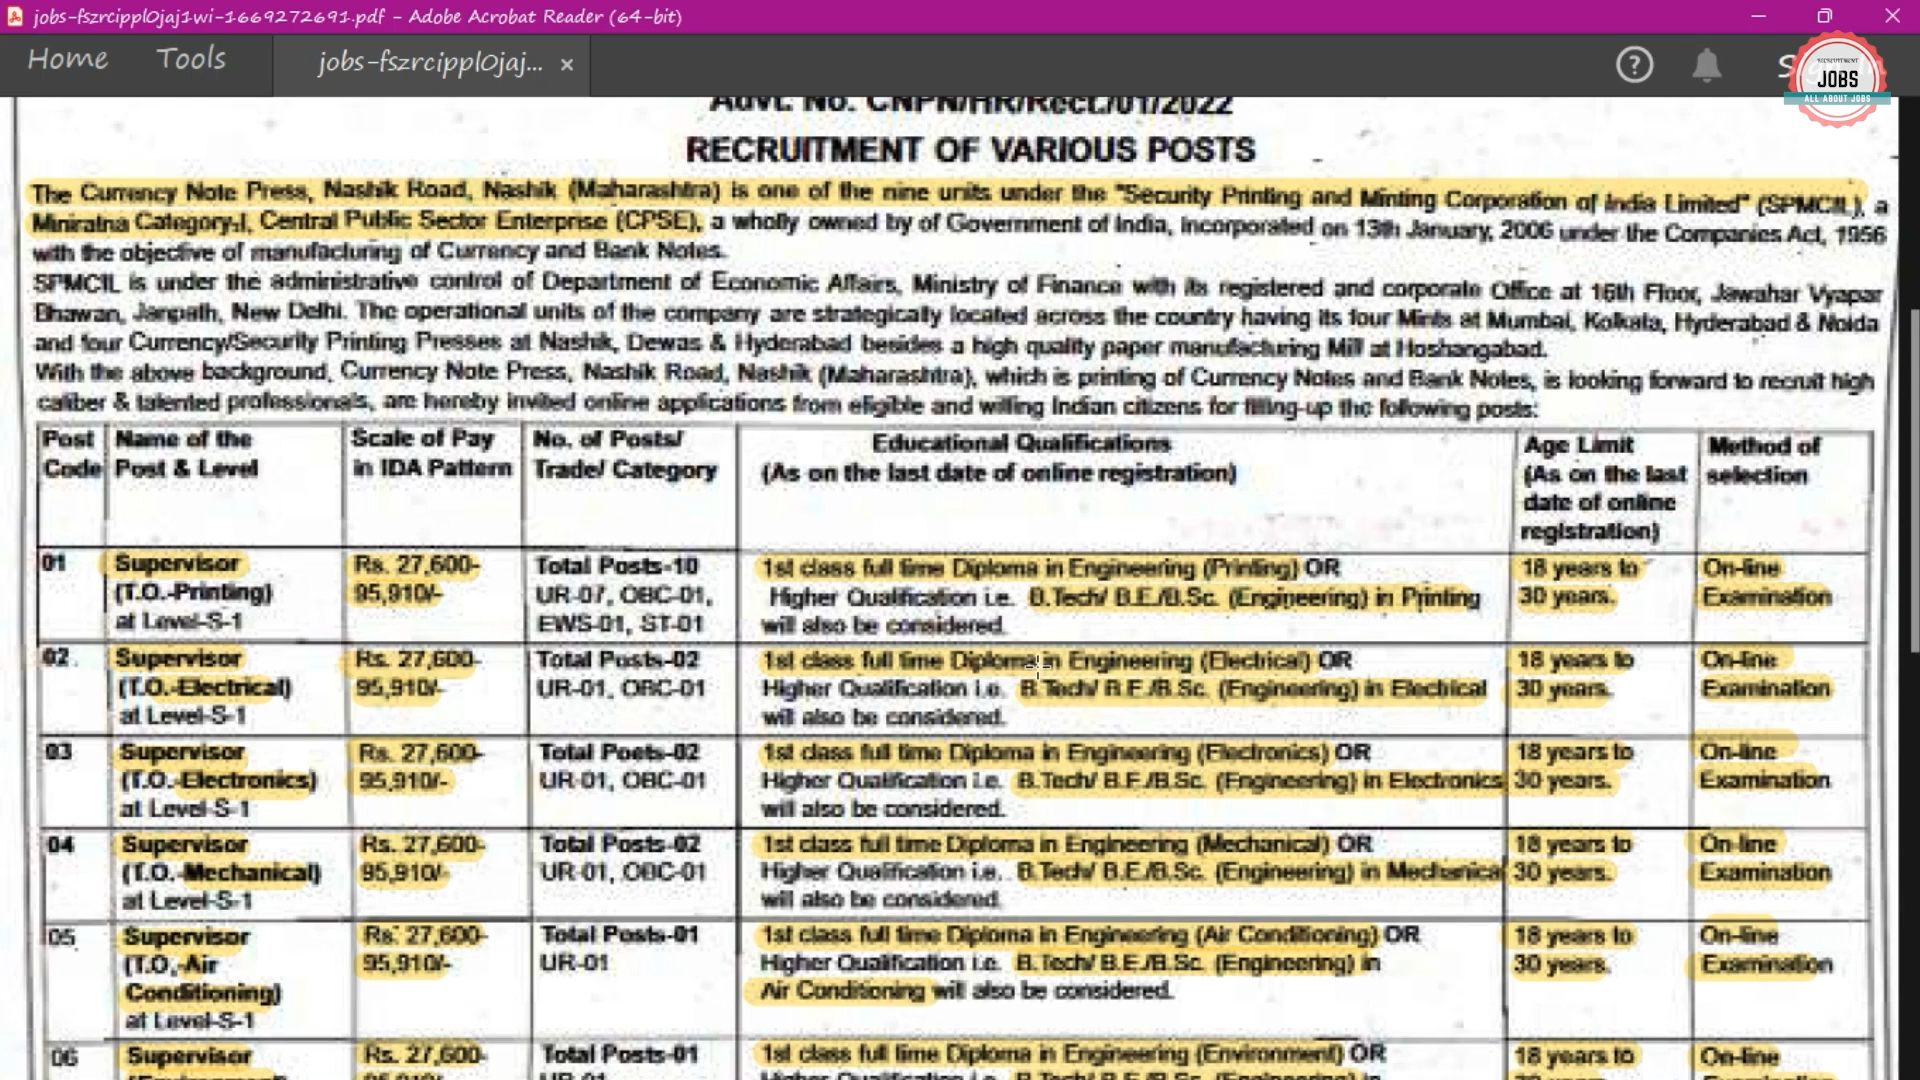 jobs-fszrcippl0jaj1wi-1669272691.pdf - Adobe Acrobat Reader (64-bit)
Home Tools jobs-fszrcippl0jaj... × ?
RECRUITMENT
JOBS
ALL ABOUT JOBS
Advt. No. CNPN/HR/Rect./01/2022
RECRUITMENT OF VARIOUS POSTS
The Currency Note Press, Nashik Road, Nashik (Maharashtra) is one of the nine units under the "Security Printing and Minting Corporation of India Limited" (SPMCIL), a
Miniratna Category-I, Central Public Sector Enterprise (CPSE), a wholly owned by of Government of India, incorporated on 13th January, 2006 under the Companies Act, 1956
with the objective of manufacturing of Currency and Bank Notes.
SPMCIL is under the administrative control of Department of Economic Affairs, Ministry of Finance with its registered and corporate Office at 16th Floor, Jawahar Vyapar
Bhawan, Janpath, New Delhi. The operational units of the company are strategically located across the country having its four Mints at Mumbai, Kolkata, Hyderabad & Noida
and four Currency/Security Printing Presses at Nashik, Dewas & Hyderabad besides a high quality paper manufacturing Mill at Hoshangabad.
With the above background, Currency Note Press, Nashik Road, Nashik (Maharashtra), which is printing of Currency Notes and Bank Notes, is looking forward to recruit high
caliber & talented professionals, are hereby invited online applications from eligible and willing Indian citizens for filling-up the following posts:
Post Name of the Scale of Pay No. of Posts/ Educational Qualifications Age Limit Method of
Code Post & Level in IDA Pattern Trade/ Category (As on the last date of online registration) (As on the last selection
date of online
registration)
01 Supervisor Rs. 27,600- Total Posts-10 1st class full time Diploma in Engineering (Printing) OR 18 years to On-line
(T.O.-Printing) 95,910/- UR-07, OBC-01, Higher Qualification i.e. B.Tech/ B.E./B.Sc. (Engineering) in Printing 30 years. Examination
at Level-S-1 EWS-01, ST-01 will also be considered.
02 Supervisor Rs. 27,600- Total Posts-02 1st class full time Diploma in Engineering (Electrical) OR 18 years to On-line
(T.O.-Electrical) 95,910/- UR-01, OBC-01 Higher Qualification i.e. B.Tech/ B.E./B.Sc. (Engineering) in Electrical 30 years. Examination
at Level-S-1 will also be considered.
03 Supervisor Rs. 27,600- Total Posts-02 1st class full time Diploma in Engineering (Electronics) OR 18 years to On-line
(T.O.-Electronics) 95,910/- UR-01, OBC-01 Higher Qualification i.e. B.Tech/ B.E./B.Sc. (Engineering) in Electronics 30 years. Examination
at Level-S-1 will also be considered.
04 Supervisor Rs. 27,600- Total Posts-02 1st class full time Diploma in Engineering (Mechanical) OR 18 years to On-line
(T.O.-Mechanical) 95,910/- UR-01, OBC-01 Higher Qualification i.e. B.Tech/ B.E./B.Sc. (Engineering) in Mechanical 30 years. Examination
at Level-S-1 will also be considered.
05 Supervisor Rs. 27,600- Total Posts-01 1st class full time Diploma in Engineering (Air Conditioning) OR 18 years to On-line
(T.O.-Air 95,910/- UR-01 Higher Qualification i.e. B.Tech/ B.E./B.Sc. (Engineering) in 30 years. Examination
Conditioning) Air Conditioning will also be considered.
at Level-S-1
06 Supervisor Rs. 27,600- Total Posts-01 1st class full time Diploma in Engineering (Environment) OR 18 years to On-line